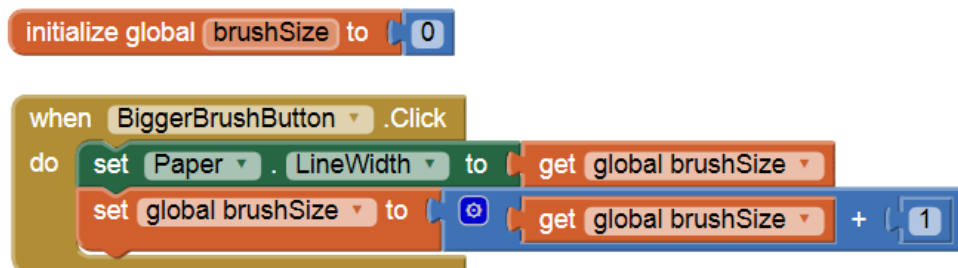 initialize global brushSize to 0
when BiggerBrushButton .Click
do set Paper . LineWidth to get global brushSize
set global brushSize to get global brushSize + 1